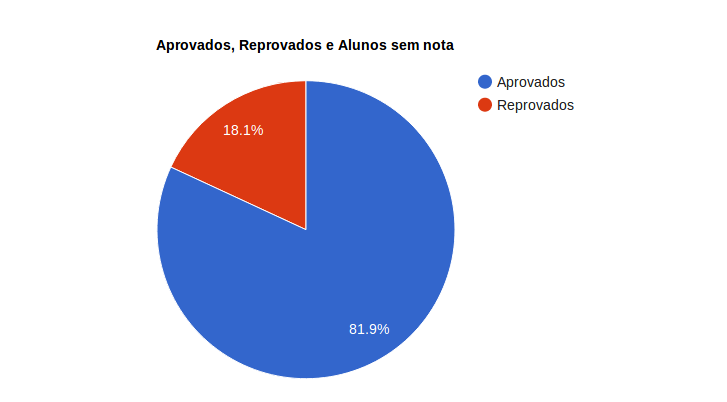 Aprovados, Reprovados e Alunos sem nota
Aprovados
Reprovados
18.1%
81.9%